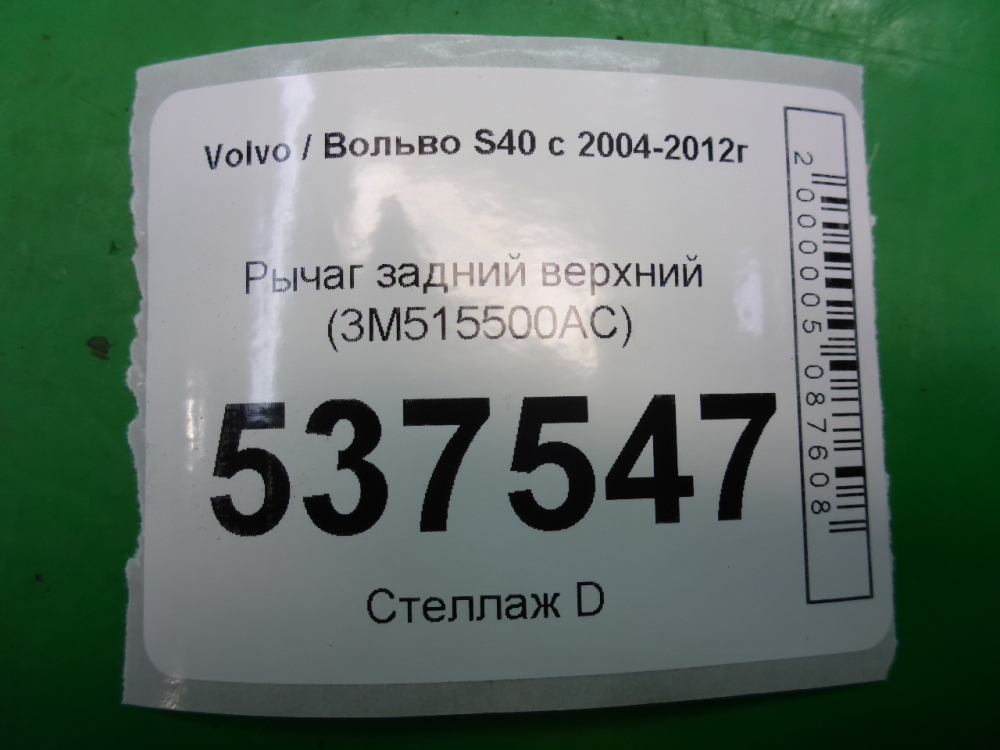 Volvo / Вольво S40 с 2004-2012г
Рычаг задний верхний
(3M515500AC)
537547
Стеллаж D
2000005087608